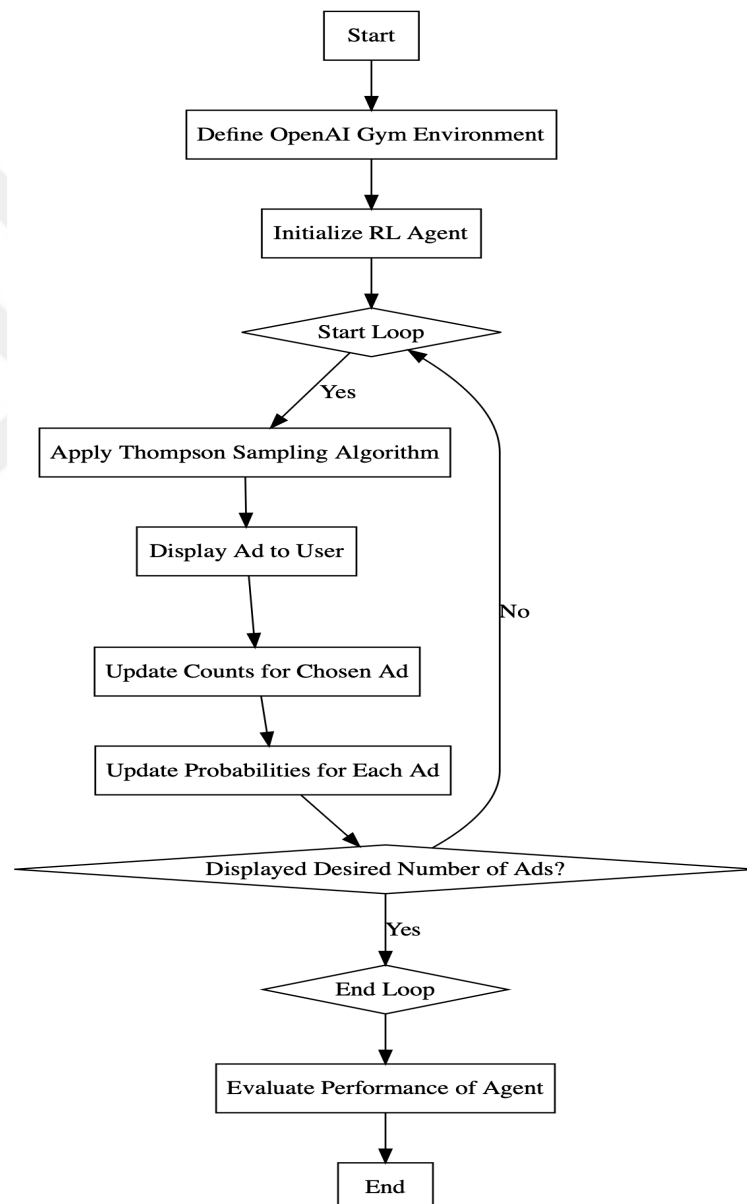 Start
Define OpenAI Gym Environment
Initialize RL Agent
Start Loop
Yes
Apply Thompson Sampling Algorithm
Display Ad to User
No
Update Counts for Chosen Ad
Update Probabilities for Each Ad
Displayed Desired Number of Ads?
Yes
End Loop
Evaluate Performance of Agent
End